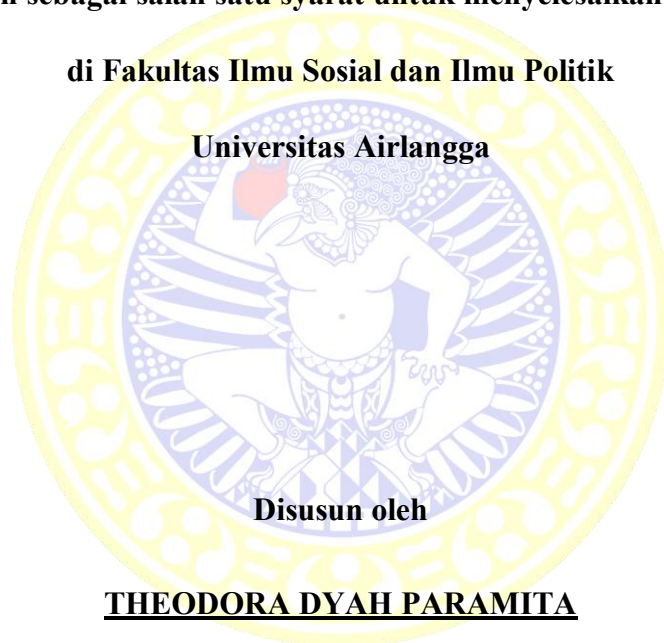 sebagai salah satu syarat untuk menyelesaikan
di Fakultas Ilmu Sosial dan Ilmu Politik
Universitas Airlangga
Disusun oleh
THEODORA DYAH PARAMITA